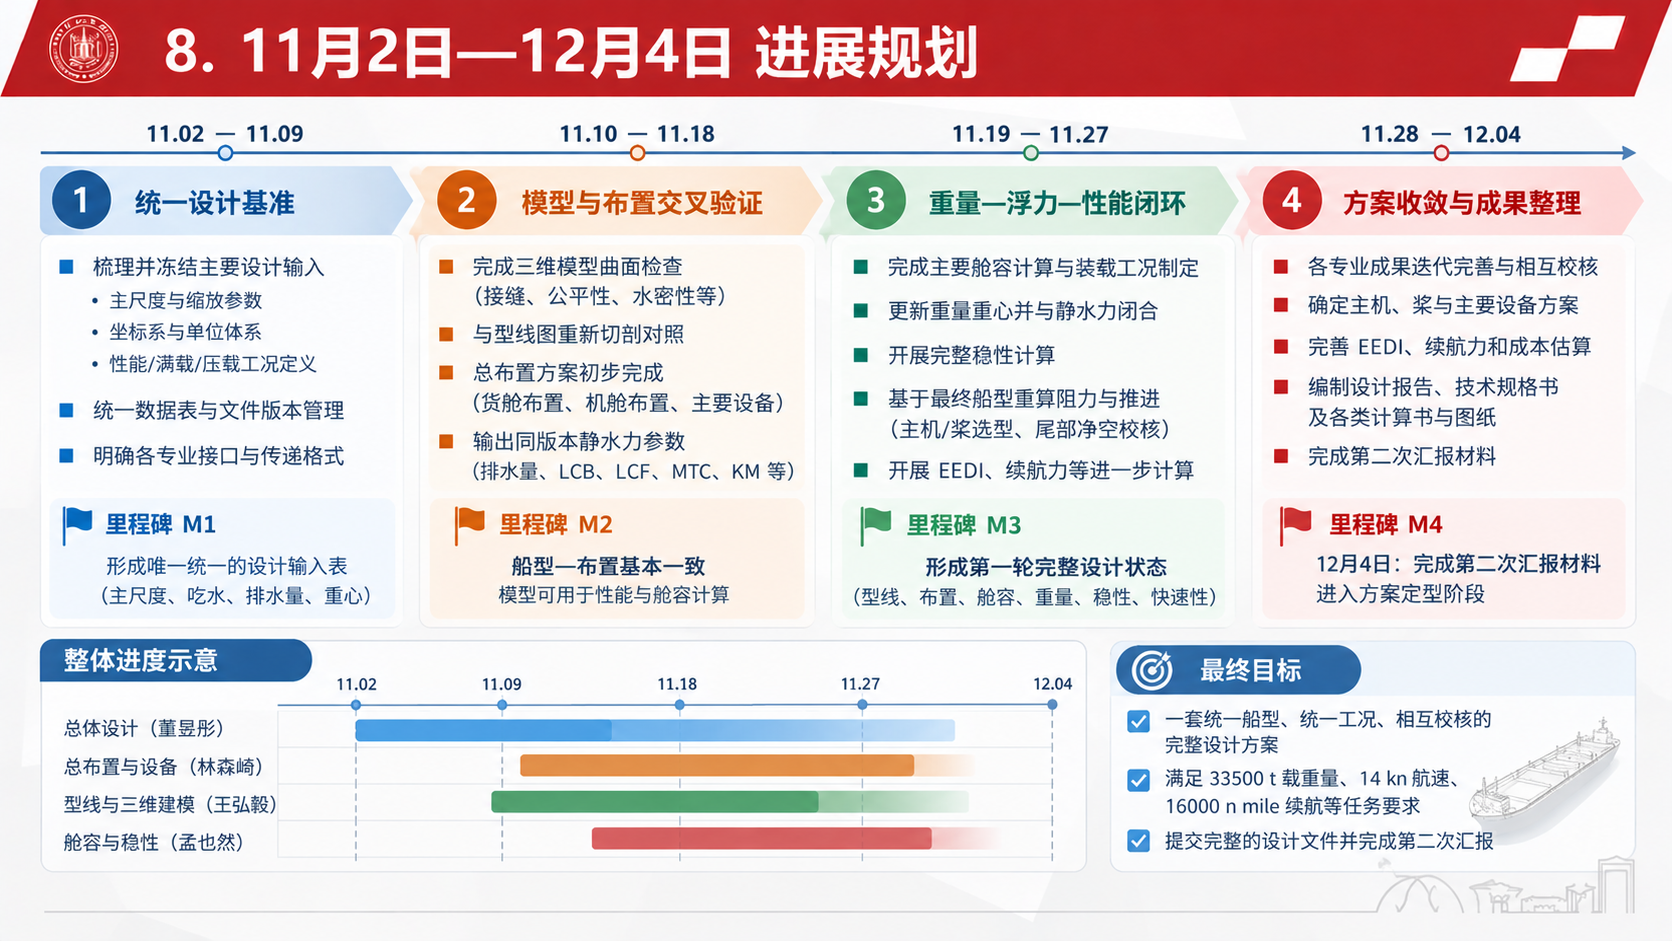 8. 11月2日—12月4日 进展规划
11.02 — 11.09
11.10 — 11.18
11.19 — 11.27
11.28 — 12.04
1 统一设计基准
梳理并冻结主要设计输入
• 主尺度与缩放参数
• 坐标系与单位体系
• 性能/满载/压载工况定义
统一数据表与文件版本管理
明确各专业接口与传递格式
里程碑 M1
形成唯一统一的设计输入表
（主尺度、吃水、排水量、重心）
2 模型与布置交叉验证
完成三维模型曲面检查
（接缝、公平性、水密性等）
与型线图重新切剖对照
总布置方案初步完成
（货舱布置、机舱布置、主要设备）
输出同版本静水力参数
（排水量、LCB、LCF、MTC、KM 等）
里程碑 M2
船型—布置基本一致
模型可用于性能与舱容计算
3 重量—浮力—性能闭环
完成主要舱容计算与装载工况制定
更新重量重心并与静水力闭合
开展完整稳性计算
基于最终船型重算阻力与推进
（主机/桨选型、尾部净空校核）
开展 EEDI、续航力等进一步计算
里程碑 M3
形成第一轮完整设计状态
（型线、布置、舱容、重量、稳性、快速性）
4 方案收敛与成果整理
各专业成果迭代完善与相互校核
确定主机、桨与主要设备方案
完善 EEDI、续航力和成本估算
编制设计报告、技术规格书
及各类计算书与图纸
完成第二次汇报材料
里程碑 M4
12月4日：完成第二次汇报材料
进入方案定型阶段
整体进度示意
11.02
11.09
11.18
11.27
12.04
总体设计（董昱彤）
总布置与设备（林森崎）
型线与三维建模（王弘毅）
舱容与稳性（孟也然）
最终目标
一套统一船型、统一工况、相互校核的
完整设计方案
满足 33500 t 载重量、14 kn 航速、
16000 n mile 续航等任务要求
提交完整的设计文件并完成第二次汇报